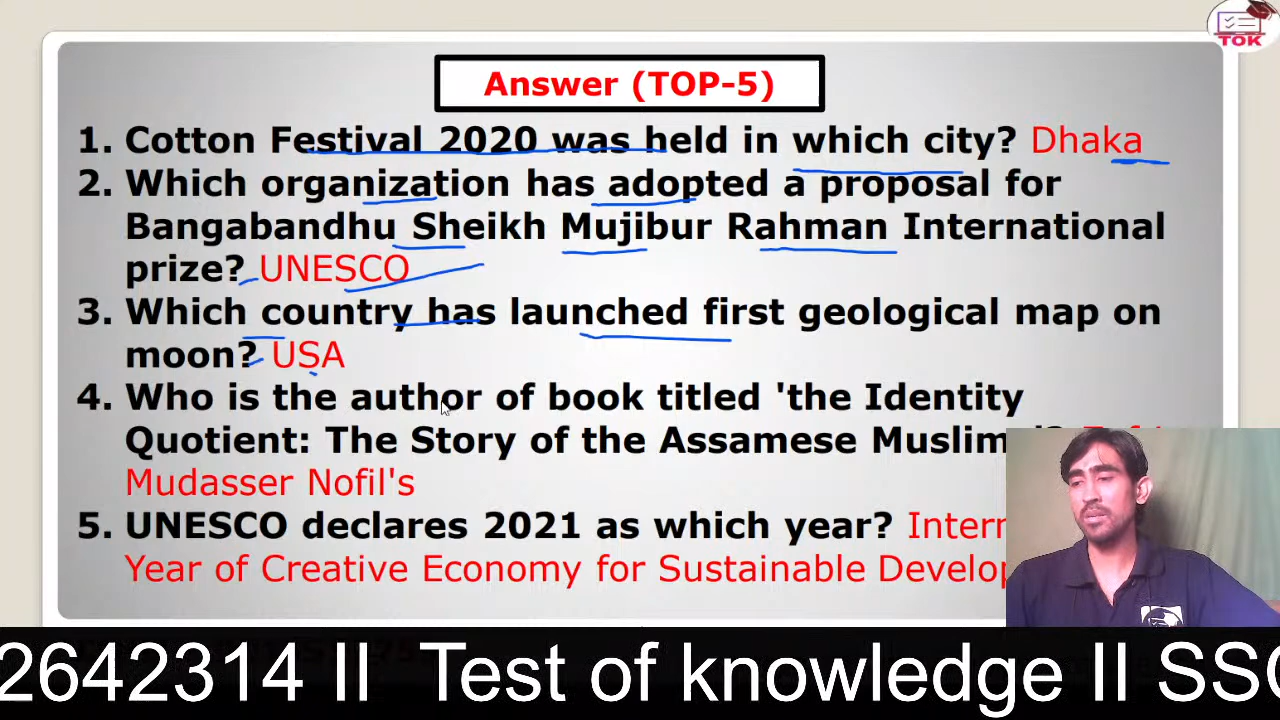 TOK
Answer (TOP-5)
1. Cotton Festival 2020 was held in which city? Dhaka
2. Which organization has adopted a proposal for
Bangabandhu Sheikh Mujibur Rahman International
prize? UNESCO
3. Which country has launched first geological map on
moon? USA
4. Who is the author of book titled 'the Identity
Quotient: The Story of the Assamese
Mudasser Nofil's
5. UNESCO declares 2021 as which year?
Year of Creative Economy for Sustainable
2642314 II Test of knowledge II